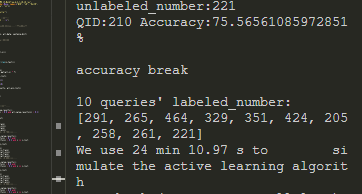 unlabeled_number:221
QID:210 Accuracy:75.56561085972851
%
accuracy break
10 queries' labeled_number:
[291, 265, 464, 329, 351, 424, 205
, 258, 261, 221]
We use 24 min 10.97 s to         si
mulate the active learning algorit
h